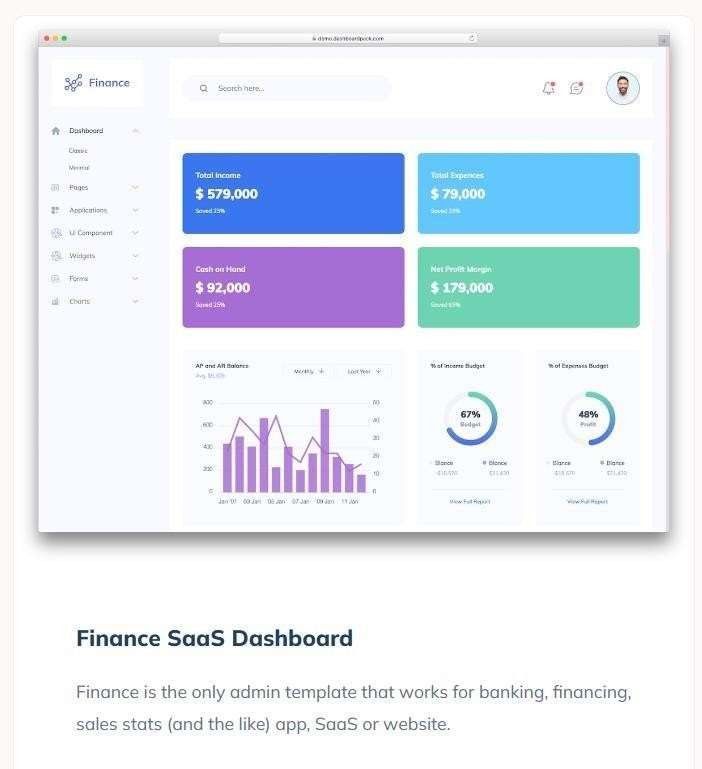 demo.dashboardpack.com
Finance
Search here...
Dashboard
Classic
Minimal
Pages
Applications
UI Component
Widgets
Forms
Charts
Total Income
$ 579,000
Saved 25%
Total Expences
$ 79,000
Saved 25%
Cash on Hand
$ 92,000
Saved 25%
Net Profit Mergin
$ 179,000
Saved 65%
AP and AR Balance
Avg.
Monthly
Last Year
800
600
400
200
0
60
50
40
30
20
10
0
Jan '01 03 Jan 05 Jan 07 Jan 09 Jan 11 Jan
% of Income Budget
67%
Budget
Blance Blance
View Full Report
% of Expenses Budget
48%
Profit
Blance Blance
View Full Report
Finance SaaS Dashboard
Finance is the only admin template that works for banking, financing,
sales stats (and the like) app, SaaS or website.